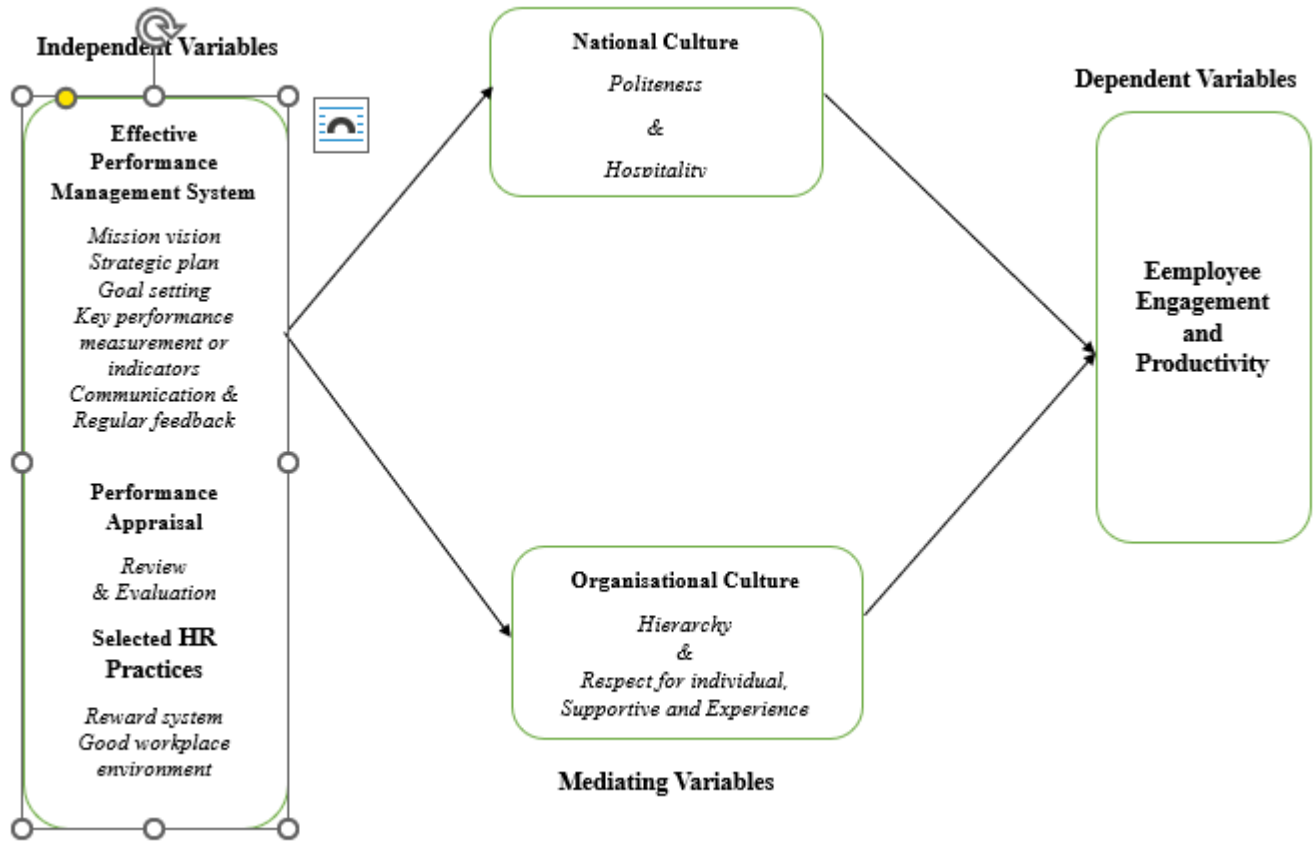 Independent Variables
Effective
Performance
Management System
Mission vision
Strategic plan
Goal setting
Key performance
measurement or
indicators
Communication &
Regular feedback
Performance
Appraisal
Review
& Evaluation
Selected HR
Practices
Reward system
Good workplace
environment
National Culture
Politeness
&
Hospitality
Organisational Culture
Hierarchy
&
Respect for individual,
Supportive and Experience
Mediating Variables
Dependent Variables
Eemployee
Engagement
and
Productivity